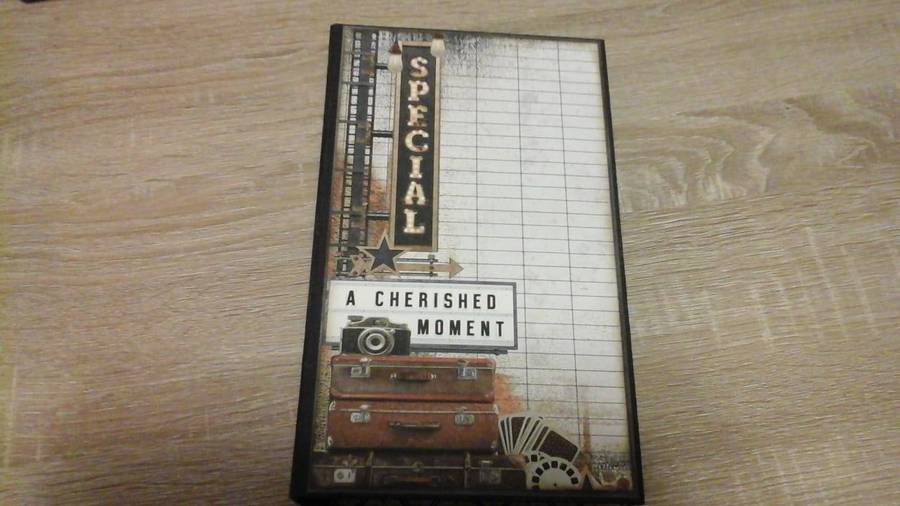 SPECIAL
A CHERISHED
MOMENT